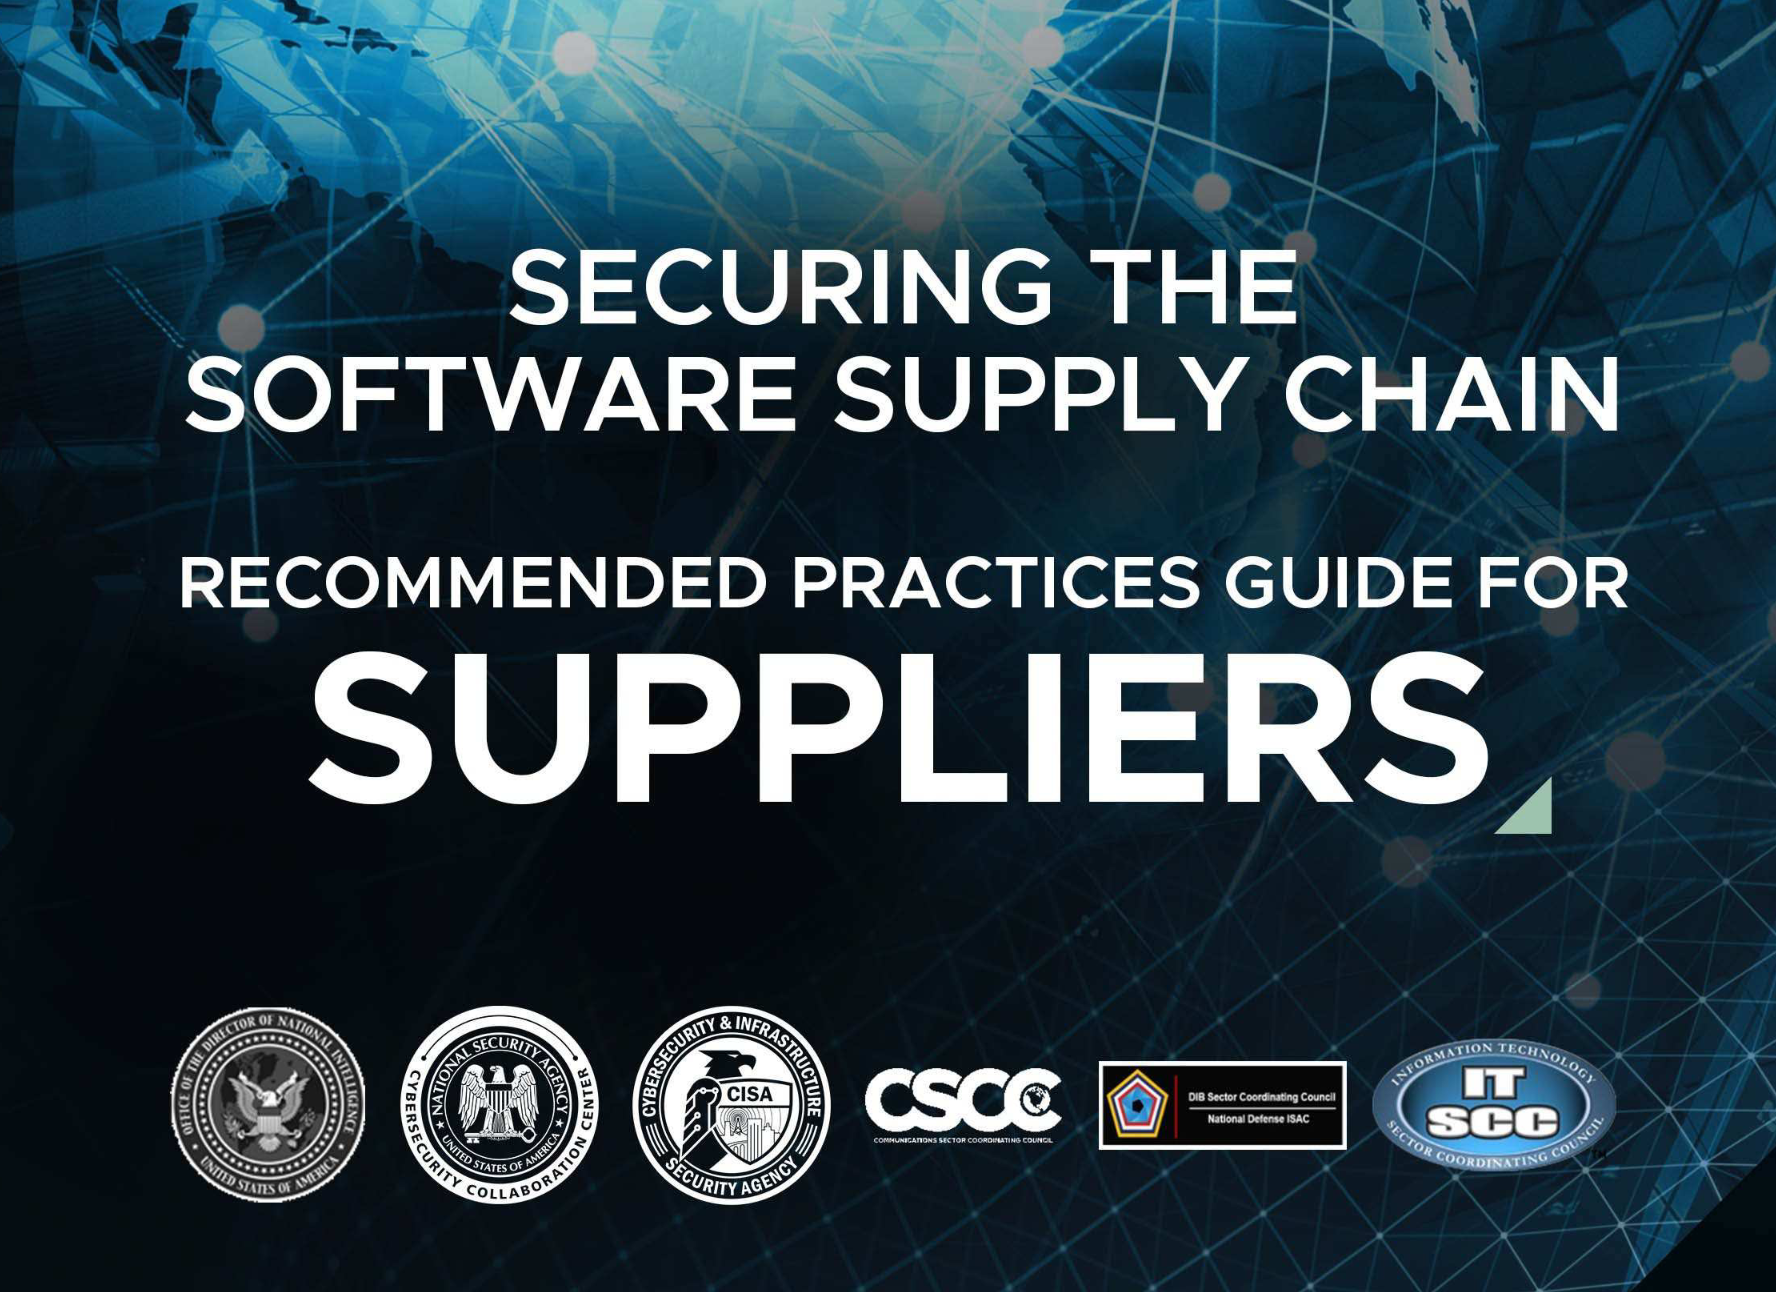 SECURING THE
SOFTWARE SUPPLY CHAIN
RECOMMENDED PRACTICES GUIDE FOR
SUPPLIERS
OFFICE OF THE DIRECTOR OF NATIONAL INTELLIGENCE
UNITED STATES OF AMERICA
NATIONAL SECURITY AGENCY
UNITED STATES OF AMERICA
CYBERSECURITY COLLABORATION CENTER
CYBERSECURITY & INFRASTRUCTURE
SECURITY AGENCY
CISA
CSCC
COMMUNICATIONS SECTOR COORDINATING COUNCIL
DIB Sector Coordinating Council
National Defense ISAC
INFORMATION TECHNOLOGY
IT
SCC
SECTOR COORDINATING COUNCIL
TM